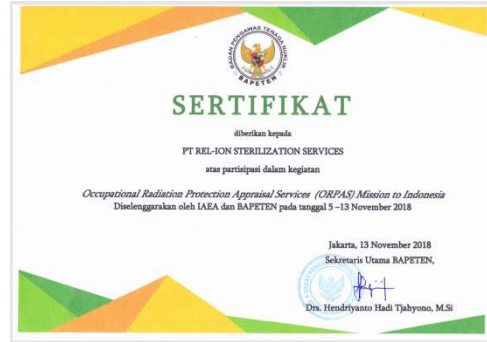 BADAN PENGAWAS TENAGA NUKLIR
BAPETEN
SERTIFIKAT
diberikan kepada
PT REL-ION STERILIZATION SERVICES
atas partisipasi dalam kegiatan
Occupational Radiation Protection Appraisal Services (ORPAS) Mission to Indonesia
Diselenggarakan oleh IAEA dan BAPETEN pada tanggal 5 –13 November 2018
Jakarta, 13 November 2018
Sekretaris Utama BAPETEN,
Drs. Hendriyanto Hadi Tjahyono, M.Si